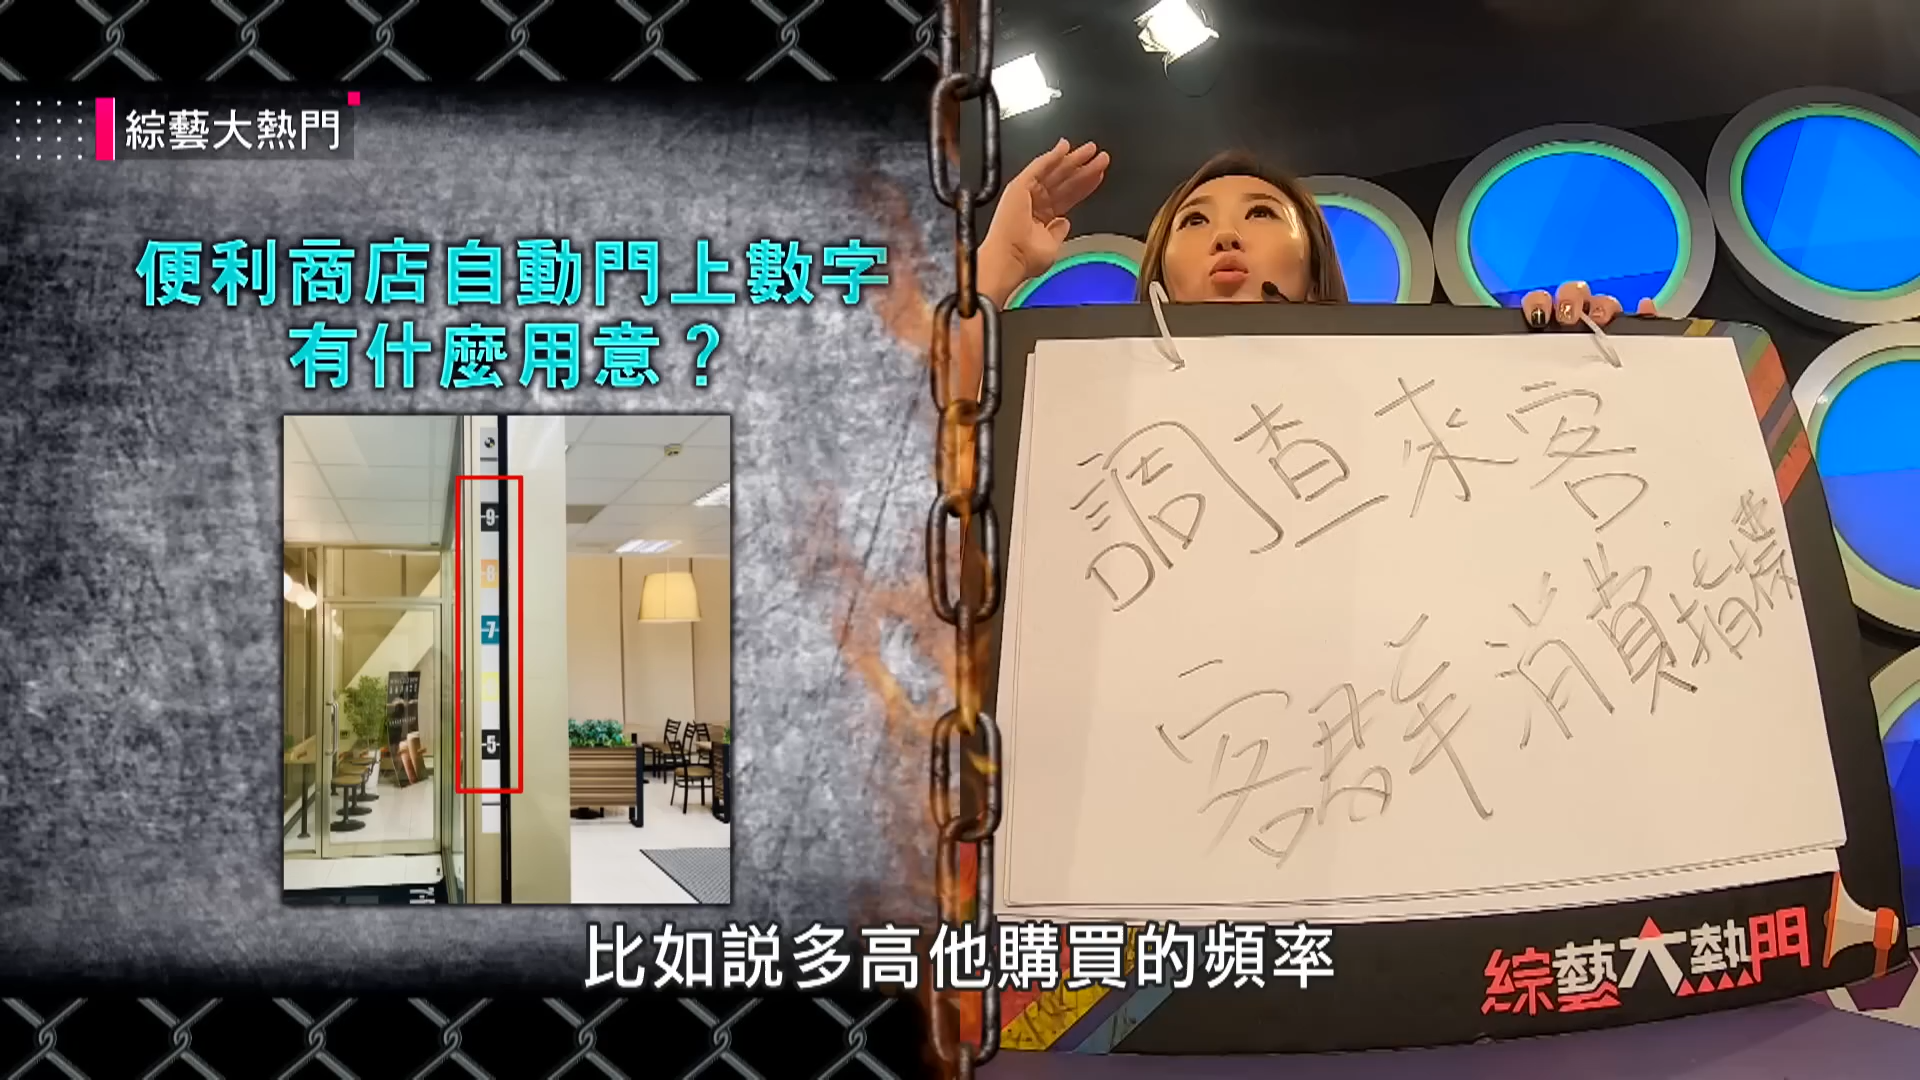 綜藝大熱門
便利商店自動門上數字
有什麼用意？
9
8
7
5
調查來客
客群消費指標
比如説多高他購買的頻率
綜藝大熱門